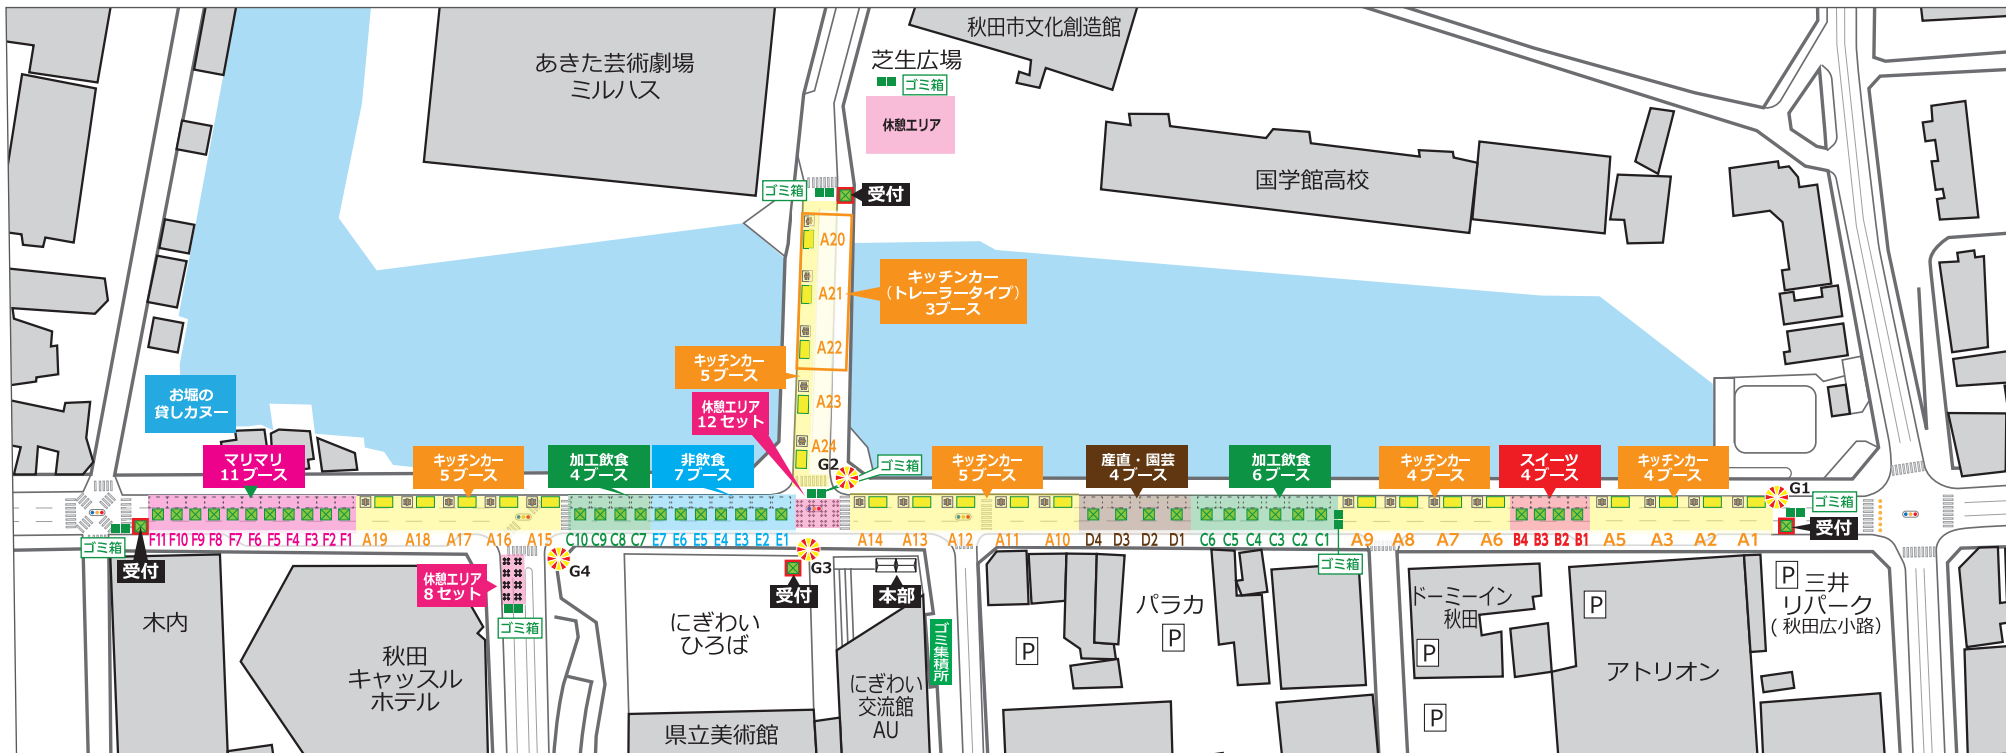 秋田市文化創造館
あきた芸術劇場
ミルハス
芝生広場
ゴミ箱
休憩エリア
国学館高校
ゴミ箱
受付
A20
キッチンカー
(トレーラータイプ)
3ブース
A21
A22
キッチンカー
5ブース
A23
休憩エリア
12セット
A24
お堀の
貸しカヌー
マリマリ
11ブース
キッチンカー
5ブース
加工飲食
4ブース
非飲食
7ブース
G2
ゴミ箱
キッチンカー
5ブース
産直・園芸
4ブース
加工飲食
6ブース
キッチンカー
4ブース
スイーツ
4ブース
キッチンカー
4ブース
G1
ゴミ箱
受付
ゴミ箱
受付
F11 F10 F9 F8 F7 F6 F5 F4 F3 F2 F1
A19 A18 A17 A16 A15
C10 C9 C8 C7 E7 E6 E5 E4 E3 E2 E1
A14 A13 A12 A11 A10
D4 D3 D2 D1 C6 C5 C4 C3 C2 C1
A9 A8 A7 A6 B4 B3 B2 B1 A5 A3 A2 A1
ゴミ箱
G4
G3
休憩エリア
8セット
ゴミ箱
受付
本部
木内
秋田
キャッスル
ホテル
にぎわい
ひろば
県立美術館
にぎわい
交流館
AU
ゴミ集積所
P
パラカ
P
ドーミーイン
秋田
P
P
P
アトリオン
P
三井
リパーク
(秋田広小路)